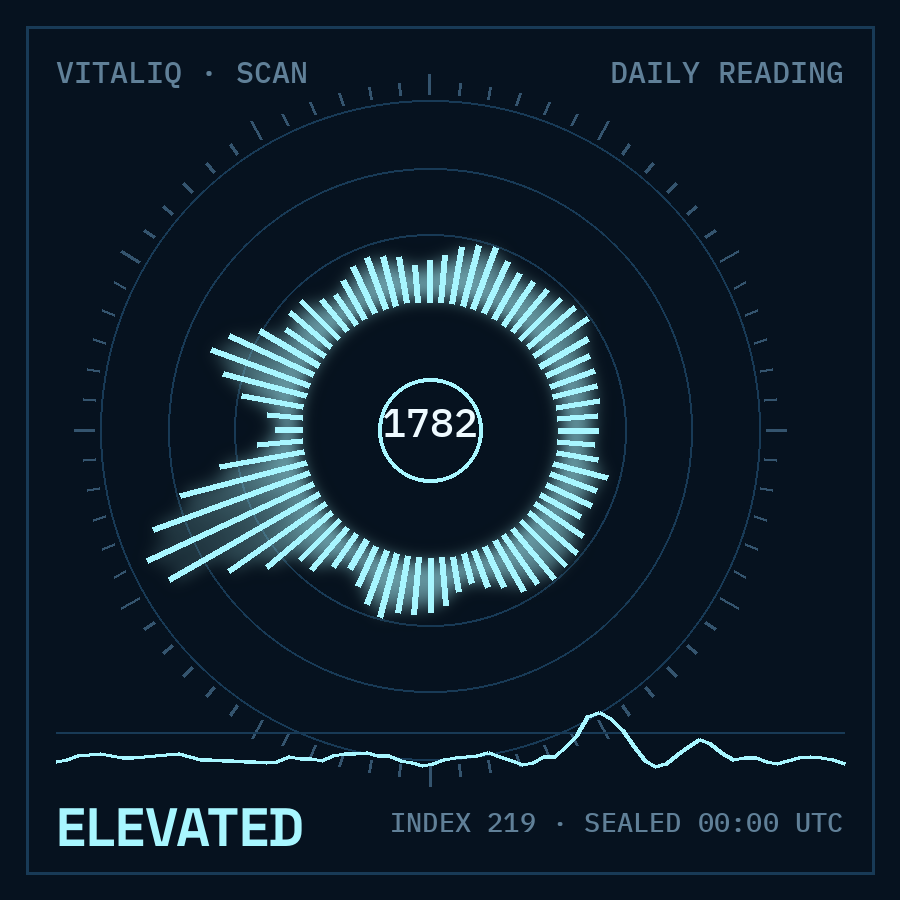 VITALIQ · SCAN
DAILY READING
1782
ELEVATED
INDEX 219 · SEALED 00:00 UTC